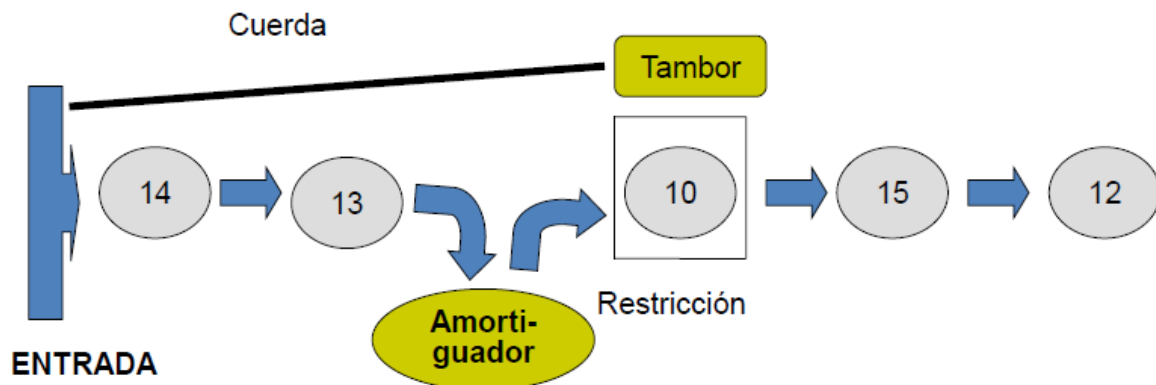 Cuerda
Tambor
14
13
10
15
12
Amorti-
guador
Restricción
ENTRADA